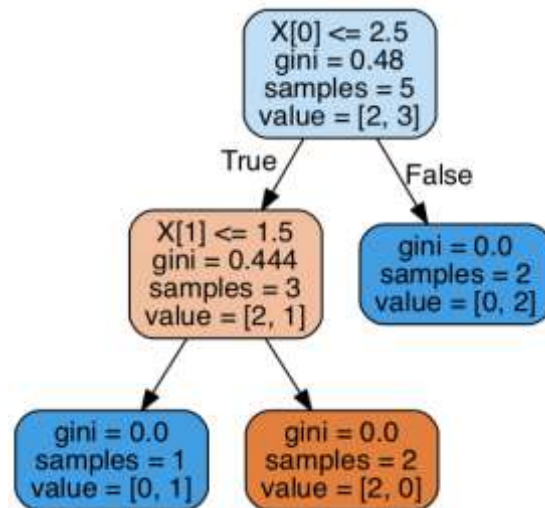 X[0] <= 2.5
gini = 0.48
samples = 5
value = [2, 3]
True
False
X[1] <= 1.5
gini = 0.444
samples = 3
value = [2, 1]
gini = 0.0
samples = 2
value = [0, 2]
gini = 0.0
samples = 1
value = [0, 1]
gini = 0.0
samples = 2
value = [2, 0]